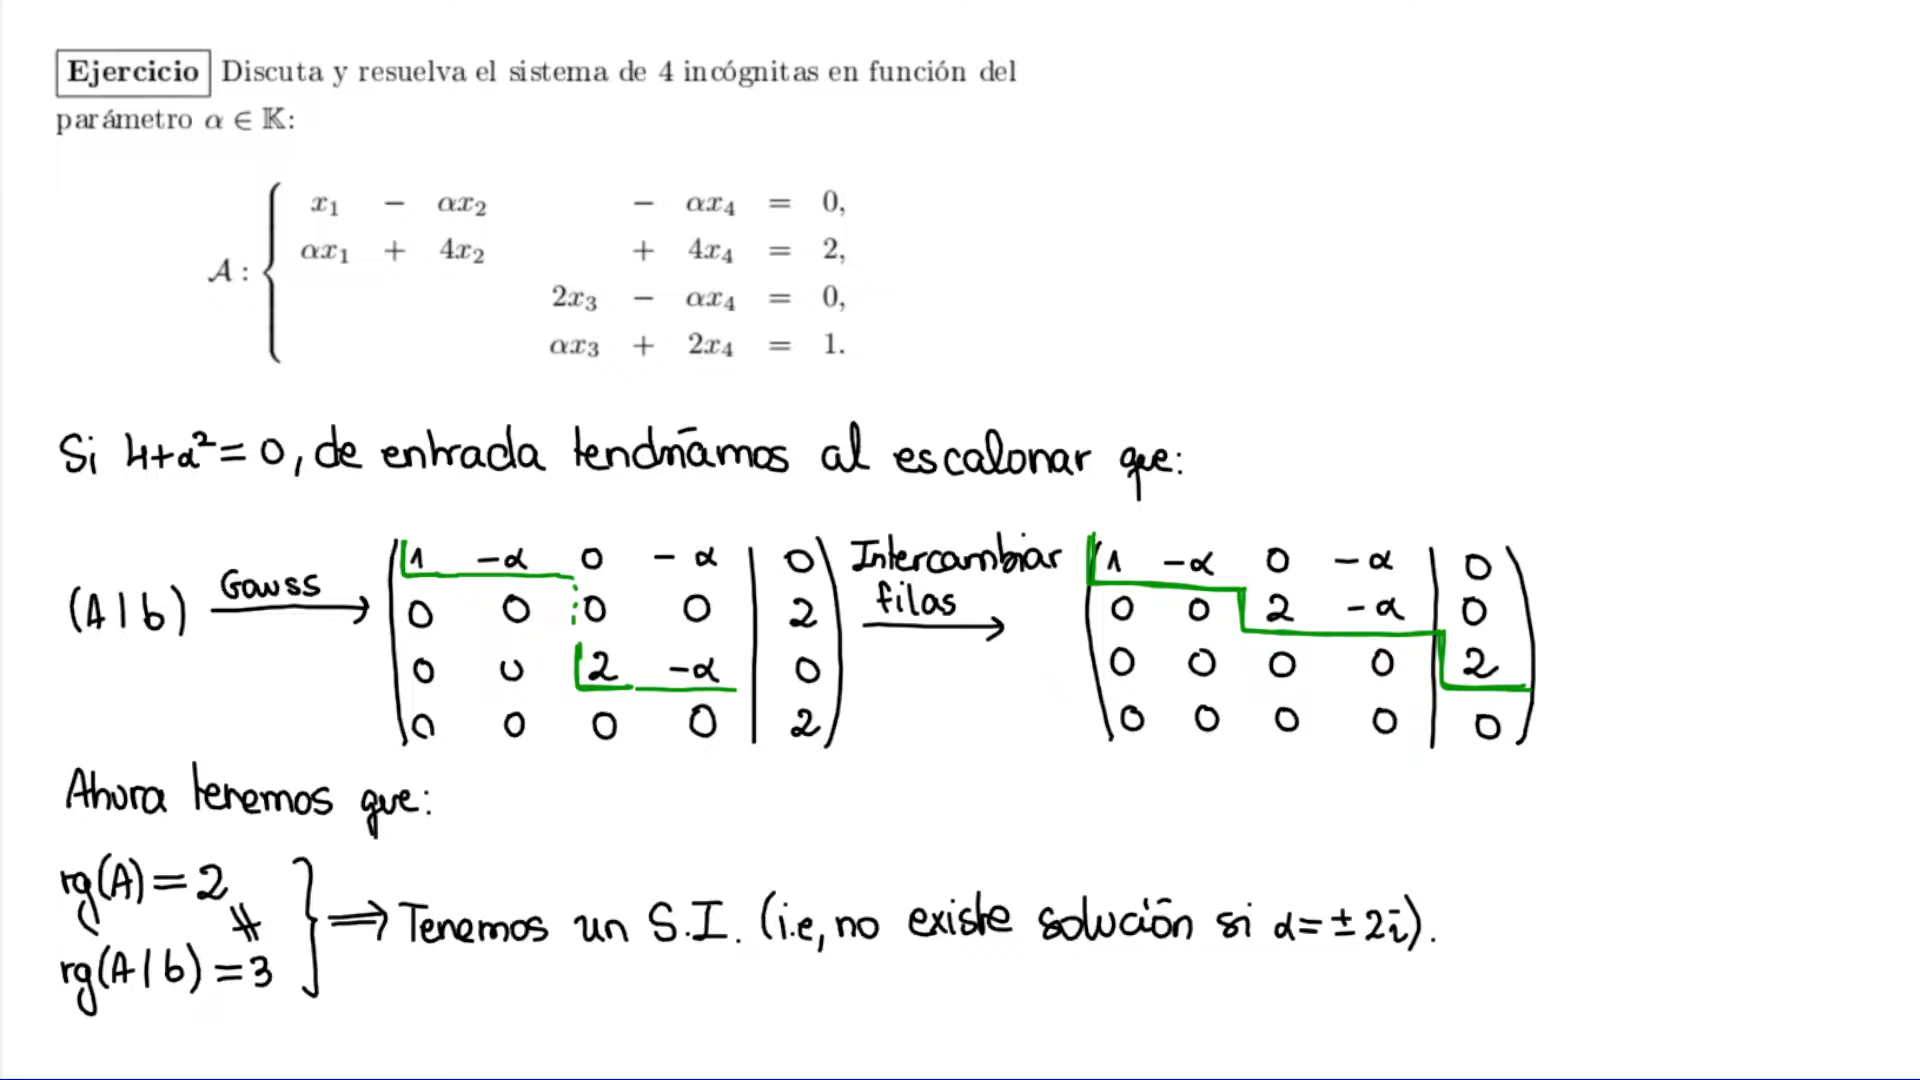 Ejercicio Discuta y resuelva el sistema de 4 incógnitas en función del
parámetro α ∈ 𝕂:
x₁ − αx₂ − αx₄ = 0,
αx₁ + 4x₂ + 4x₄ = 2,
𝒜 :
2x₃ − αx₄ = 0,
αx₃ + 2x₄ = 1.
Si 4+α²=0, de entrada tendríamos al escalonar que:
(A|b) Gauss → ( 1 -α 0 -α | 0 ) Intercambiar filas → ( 1 -α 0 -α | 0 )
( 0 0 0 0 | 2 ) ( 0 0 2 -α | 0 )
( 0 0 2 -α | 0 ) ( 0 0 0 0 | 2 )
( 0 0 0 0 | 2 ) ( 0 0 0 0 | 0 )
Ahora tenemos que:
rg(A) = 2
≠
rg(A|b) = 3
} ⟹ Tenemos un S.I. (i.e, no existe solución si α = ± 2i).